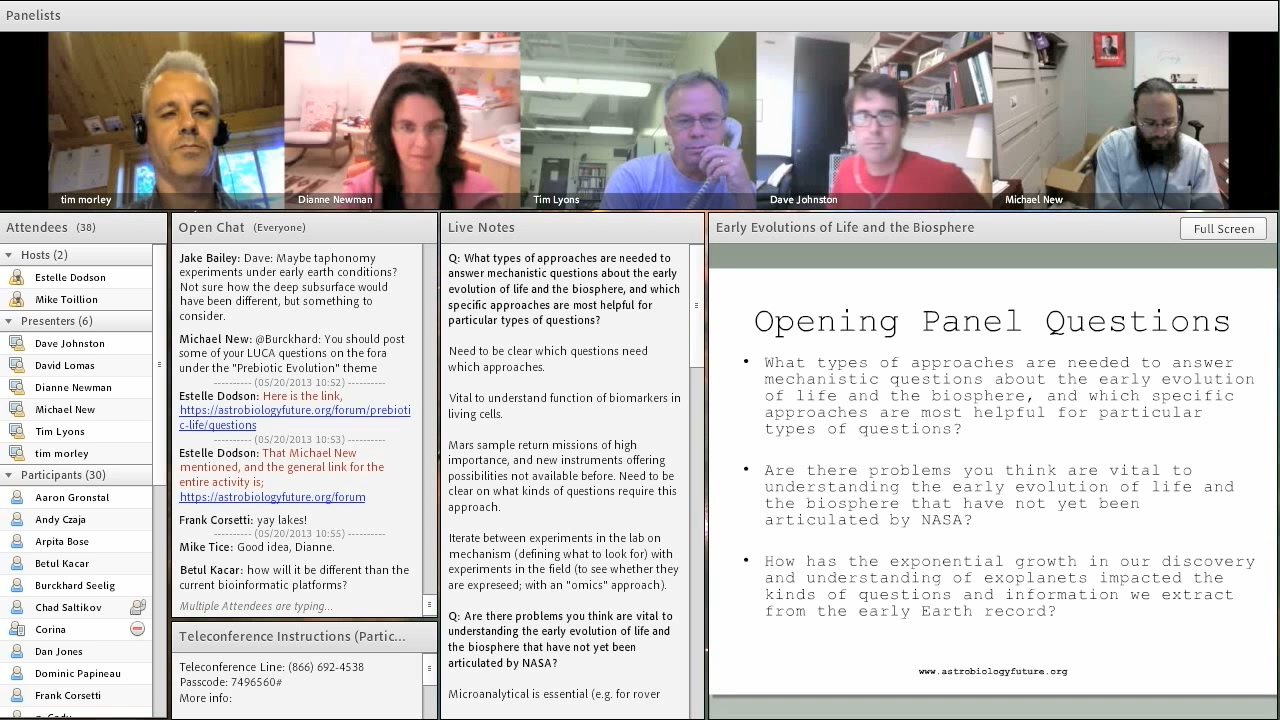 Panelists
tim morley
Dianne Newman
Tim Lyons
Dave Johnston
Michael New
Attendees (38)
Hosts (2)
Estelle Dodson
Mike Toillion
Presenters (6)
Dave Johnston
David Lomas
Dianne Newman
Michael New
Tim Lyons
tim morley
Participants (30)
Aaron Gronstal
Andy Czaja
Arpita Bose
Betul Kacar
Burckhard Seelig
Chad Saltikov
Corina
Dan Jones
Dominic Papineau
Frank Corsetti
Open Chat (Everyone)
Jake Bailey: Dave: Maybe taphonomy
experiments under early earth conditions?
Not sure how the deep subsurface would
have been different, but something to
consider.
Michael New: @Burckhard: You should post
some of your LUCA questions on the fora
under the "Prebiotic Evolution" theme
---------- (05/20/2013 10:52) ----------
Estelle Dodson: Here is the link,
https://astrobiologyfuture.org/forum/prebioti
c-life/questions
---------- (05/20/2013 10:53) ----------
Estelle Dodson: That Michael New
mentioned, and the general link for the
entire activity is;
https://astrobiologyfuture.org/forum
Frank Corsetti: yay lakes!
---------- (05/20/2013 10:55) ----------
Mike Tice: Good idea, Dianne.
Betul Kacar: how will it be different than the
current bioinformatic platforms?
Multiple Attendees are typing...
Teleconference Instructions (Partic...
Teleconference Line: (866) 692-4538
Passcode: 7496560#
More info:
Live Notes
Q: What types of approaches are needed to
answer mechanistic questions about the early
evolution of life and the biosphere, and which
specific approaches are most helpful for
particular types of questions?
Need to be clear which questions need
which approaches.
Vital to understand function of biomarkers in
living cells.
Mars sample return missions of high
importance, and new instruments offering
possibilities not available before. Need to be
clear on what kinds of questions require this
approach.
Iterate between experiments in the lab on
mechanism (defining what to look for) with
experiments in the field (to see whether they
are expreseed; with an "omics" approach).
Q: Are there problems you think are vital to
understanding the early evolution of life and
the biosphere that have not yet been
articulated by NASA?
Microanalytical is essential (e.g. for rover
Early Evolutions of Life and the Biosphere
Full Screen
Opening Panel Questions
• What types of approaches are needed to answer
mechanistic questions about the early evolution
of life and the biosphere, and which specific
approaches are most helpful for particular
types of questions?
• Are there problems you think are vital to
understanding the early evolution of life and
the biosphere that have not yet been
articulated by NASA?
• How has the exponential growth in our discovery
and understanding of exoplanets impacted the
kinds of questions and information we extract
from the early Earth record?
www.astrobiologyfuture.org